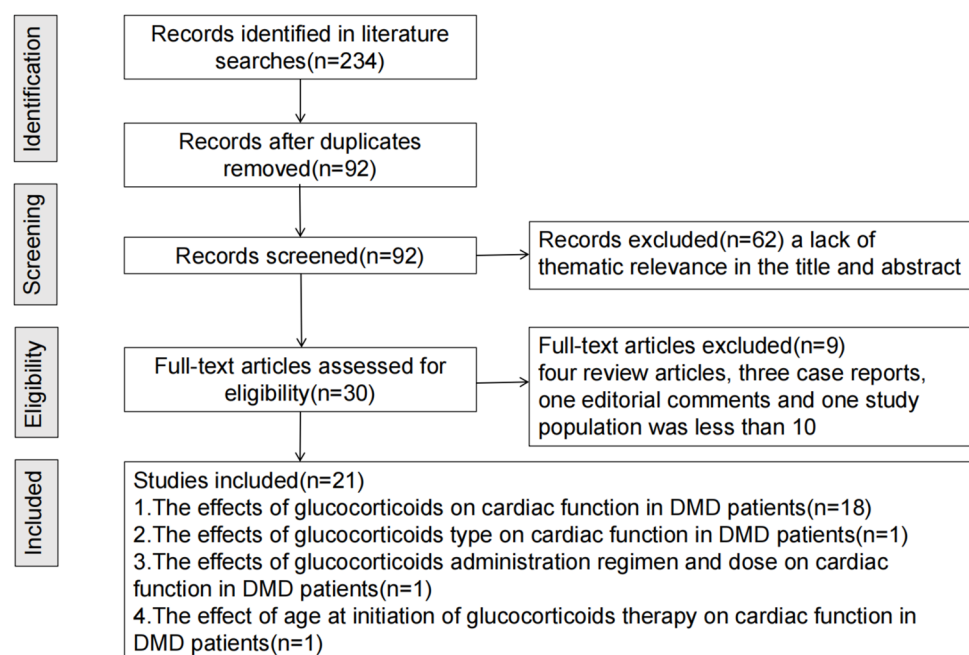 Identification
Records identified in literature
searches(n=234)
Records after duplicates
removed(n=92)
Screening
Records screened(n=92)
Records excluded(n=62) a lack of
thematic relevance in the title and abstract
Eligibility
Full-text articles assessed for
eligibility(n=30)
Full-text articles excluded(n=9)
four review articles, three case reports,
one editorial comments and one study
population was less than 10
Included
Studies included(n=21)
1.The effects of glucocorticoids on cardiac function in DMD patients(n=18)
2.The effects of glucocorticoids type on cardiac function in DMD patients(n=1)
3.The effects of glucocorticoids administration regimen and dose on cardiac
function in DMD patients(n=1)
4.The effect of age at initiation of glucocorticoids therapy on cardiac function in
DMD patients(n=1)